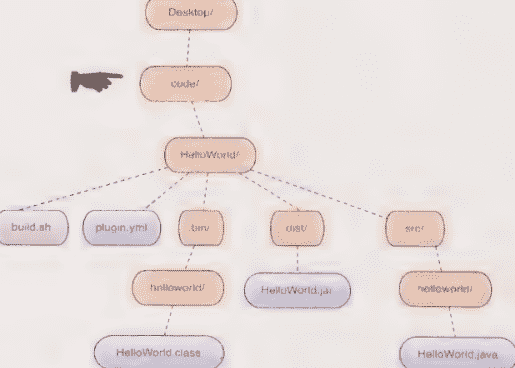 Desktop/
code/
HelloWorld/
build.sh
plugin.yml
bin/
dist/
src/
helloworld/
HelloWorld.jar
helloworld/
HelloWorld.class
HelloWorld.java